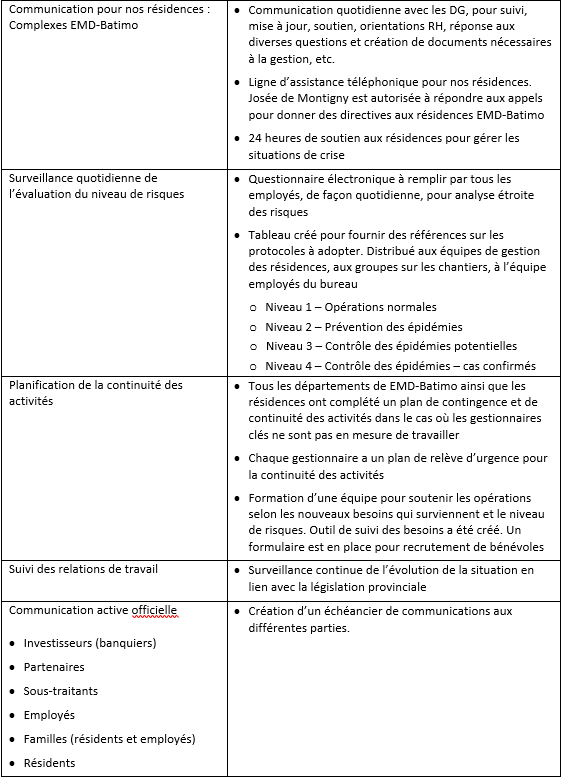 Communication pour nos résidences :
Complexes EMD-Batimo
• Communication quotidienne avec les DG, pour suivi,
mise à jour, soutien, orientations RH, réponse aux
diverses questions et création de documents nécessaires
à la gestion, etc.
• Ligne d’assistance téléphonique pour nos résidences.
Josée de Montigny est autorisée à répondre aux appels
pour donner des directives aux résidences EMD-Batimo
• 24 heures de soutien aux résidences pour gérer les
situations de crise
Surveillance quotidienne de
l’évaluation du niveau de risques
• Questionnaire électronique à remplir par tous les
employés, de façon quotidienne, pour analyse étroite
des risques
• Tableau créé pour fournir des références sur les
protocoles à adopter. Distribué aux équipes de gestion
des résidences, aux groupes sur les chantiers, à l’équipe
employés du bureau
o Niveau 1 – Opérations normales
o Niveau 2 – Prévention des épidémies
o Niveau 3 – Contrôle des épidémies potentielles
o Niveau 4 – Contrôle des épidémies – cas confirmés
Planification de la continuité des
activités
• Tous les départements de EMD-Batimo ainsi que les
résidences ont complété un plan de contingence et de
continuité des activités dans le cas où les gestionnaires
clés ne sont pas en mesure de travailler
• Chaque gestionnaire a un plan de relève d’urgence pour
la continuité des activités
• Formation d’une équipe pour soutenir les opérations
selon les nouveaux besoins qui surviennent et le niveau
de risques. Outil de suivi des besoins a été créé. Un
formulaire est en place pour recrutement de bénévoles
Suivi des relations de travail
• Surveillance continue de l’évolution de la situation en
lien avec la législation provinciale
Communication active officielle
• Investisseurs (banquiers)
• Partenaires
• Sous-traitants
• Employés
• Familles (résidents et employés)
• Résidents
• Création d’un échéancier de communications aux
différentes parties.